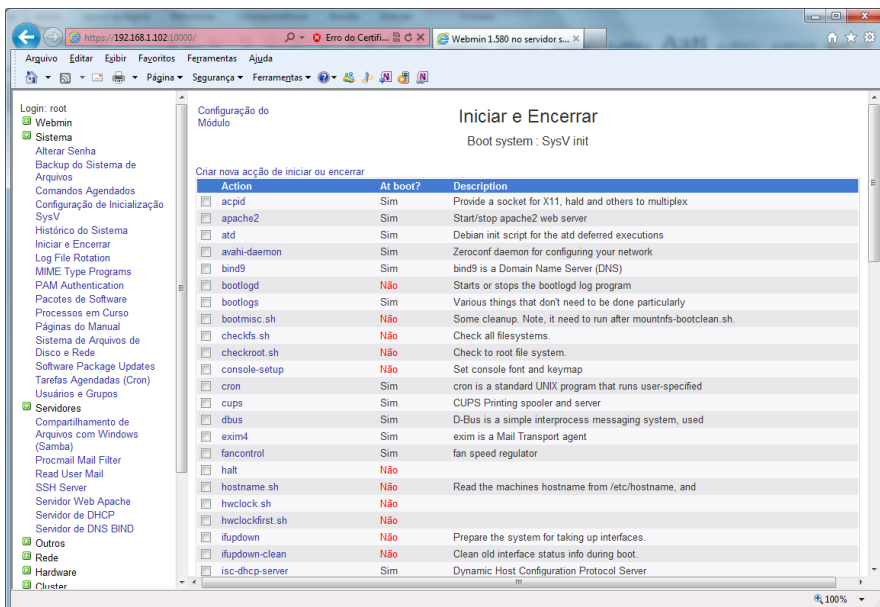 https://192.168.1.102:10000/
Erro do Certifi...
Webmin 1.580 no servidor s...
Arquivo Editar Exibir Favoritos Ferramentas Ajuda
Página Segurança Ferramentas
Login: root
Webmin
Sistema
Alterar Senha
Backup do Sistema de
Arquivos
Comandos Agendados
Configuração de Inicialização
SysV
Histórico do Sistema
Iniciar e Encerrar
Log File Rotation
MIME Type Programs
PAM Authentication
Pacotes de Software
Processos em Curso
Páginas do Manual
Sistema de Arquivos de
Disco e Rede
Software Package Updates
Tarefas Agendadas (Cron)
Usuários e Grupos
Servidores
Compartilhamento de
Arquivos com Windows
(Samba)
Procmail Mail Filter
Read User Mail
SSH Server
Servidor Web Apache
Servidor de DHCP
Servidor de DNS BIND
Outros
Rede
Hardware
Cluster
Configuração do
Módulo
Iniciar e Encerrar
Boot system : SysV init
Criar nova acção de iniciar ou encerrar
Action At boot? Description
acpid Sim Provide a socket for X11, hald and others to multiplex
apache2 Sim Start/stop apache2 web server
atd Sim Debian init script for the atd deferred executions
avahi-daemon Sim Zeroconf daemon for configuring your network
bind9 Sim bind9 is a Domain Name Server (DNS)
bootlogd Não Starts or stops the bootlogd log program
bootlogs Sim Various things that don't need to be done particularly
bootmisc.sh Não Some cleanup. Note, it need to run after mountnfs-bootclean.sh.
checkfs.sh Não Check all filesystems.
checkroot.sh Não Check to root file system.
console-setup Não Set console font and keymap
cron Sim cron is a standard UNIX program that runs user-specified
cups Sim CUPS Printing spooler and server
dbus Sim D-Bus is a simple interprocess messaging system, used
exim4 Sim exim is a Mail Transport agent
fancontrol Sim fan speed regulator
halt Não
hostname.sh Não Read the machines hostname from /etc/hostname, and
hwclock.sh Não
hwclockfirst.sh Não
ifupdown Não Prepare the system for taking up interfaces.
ifupdown-clean Não Clean old interface status info during boot.
isc-dhcp-server Sim Dynamic Host Configuration Protocol Server
100%